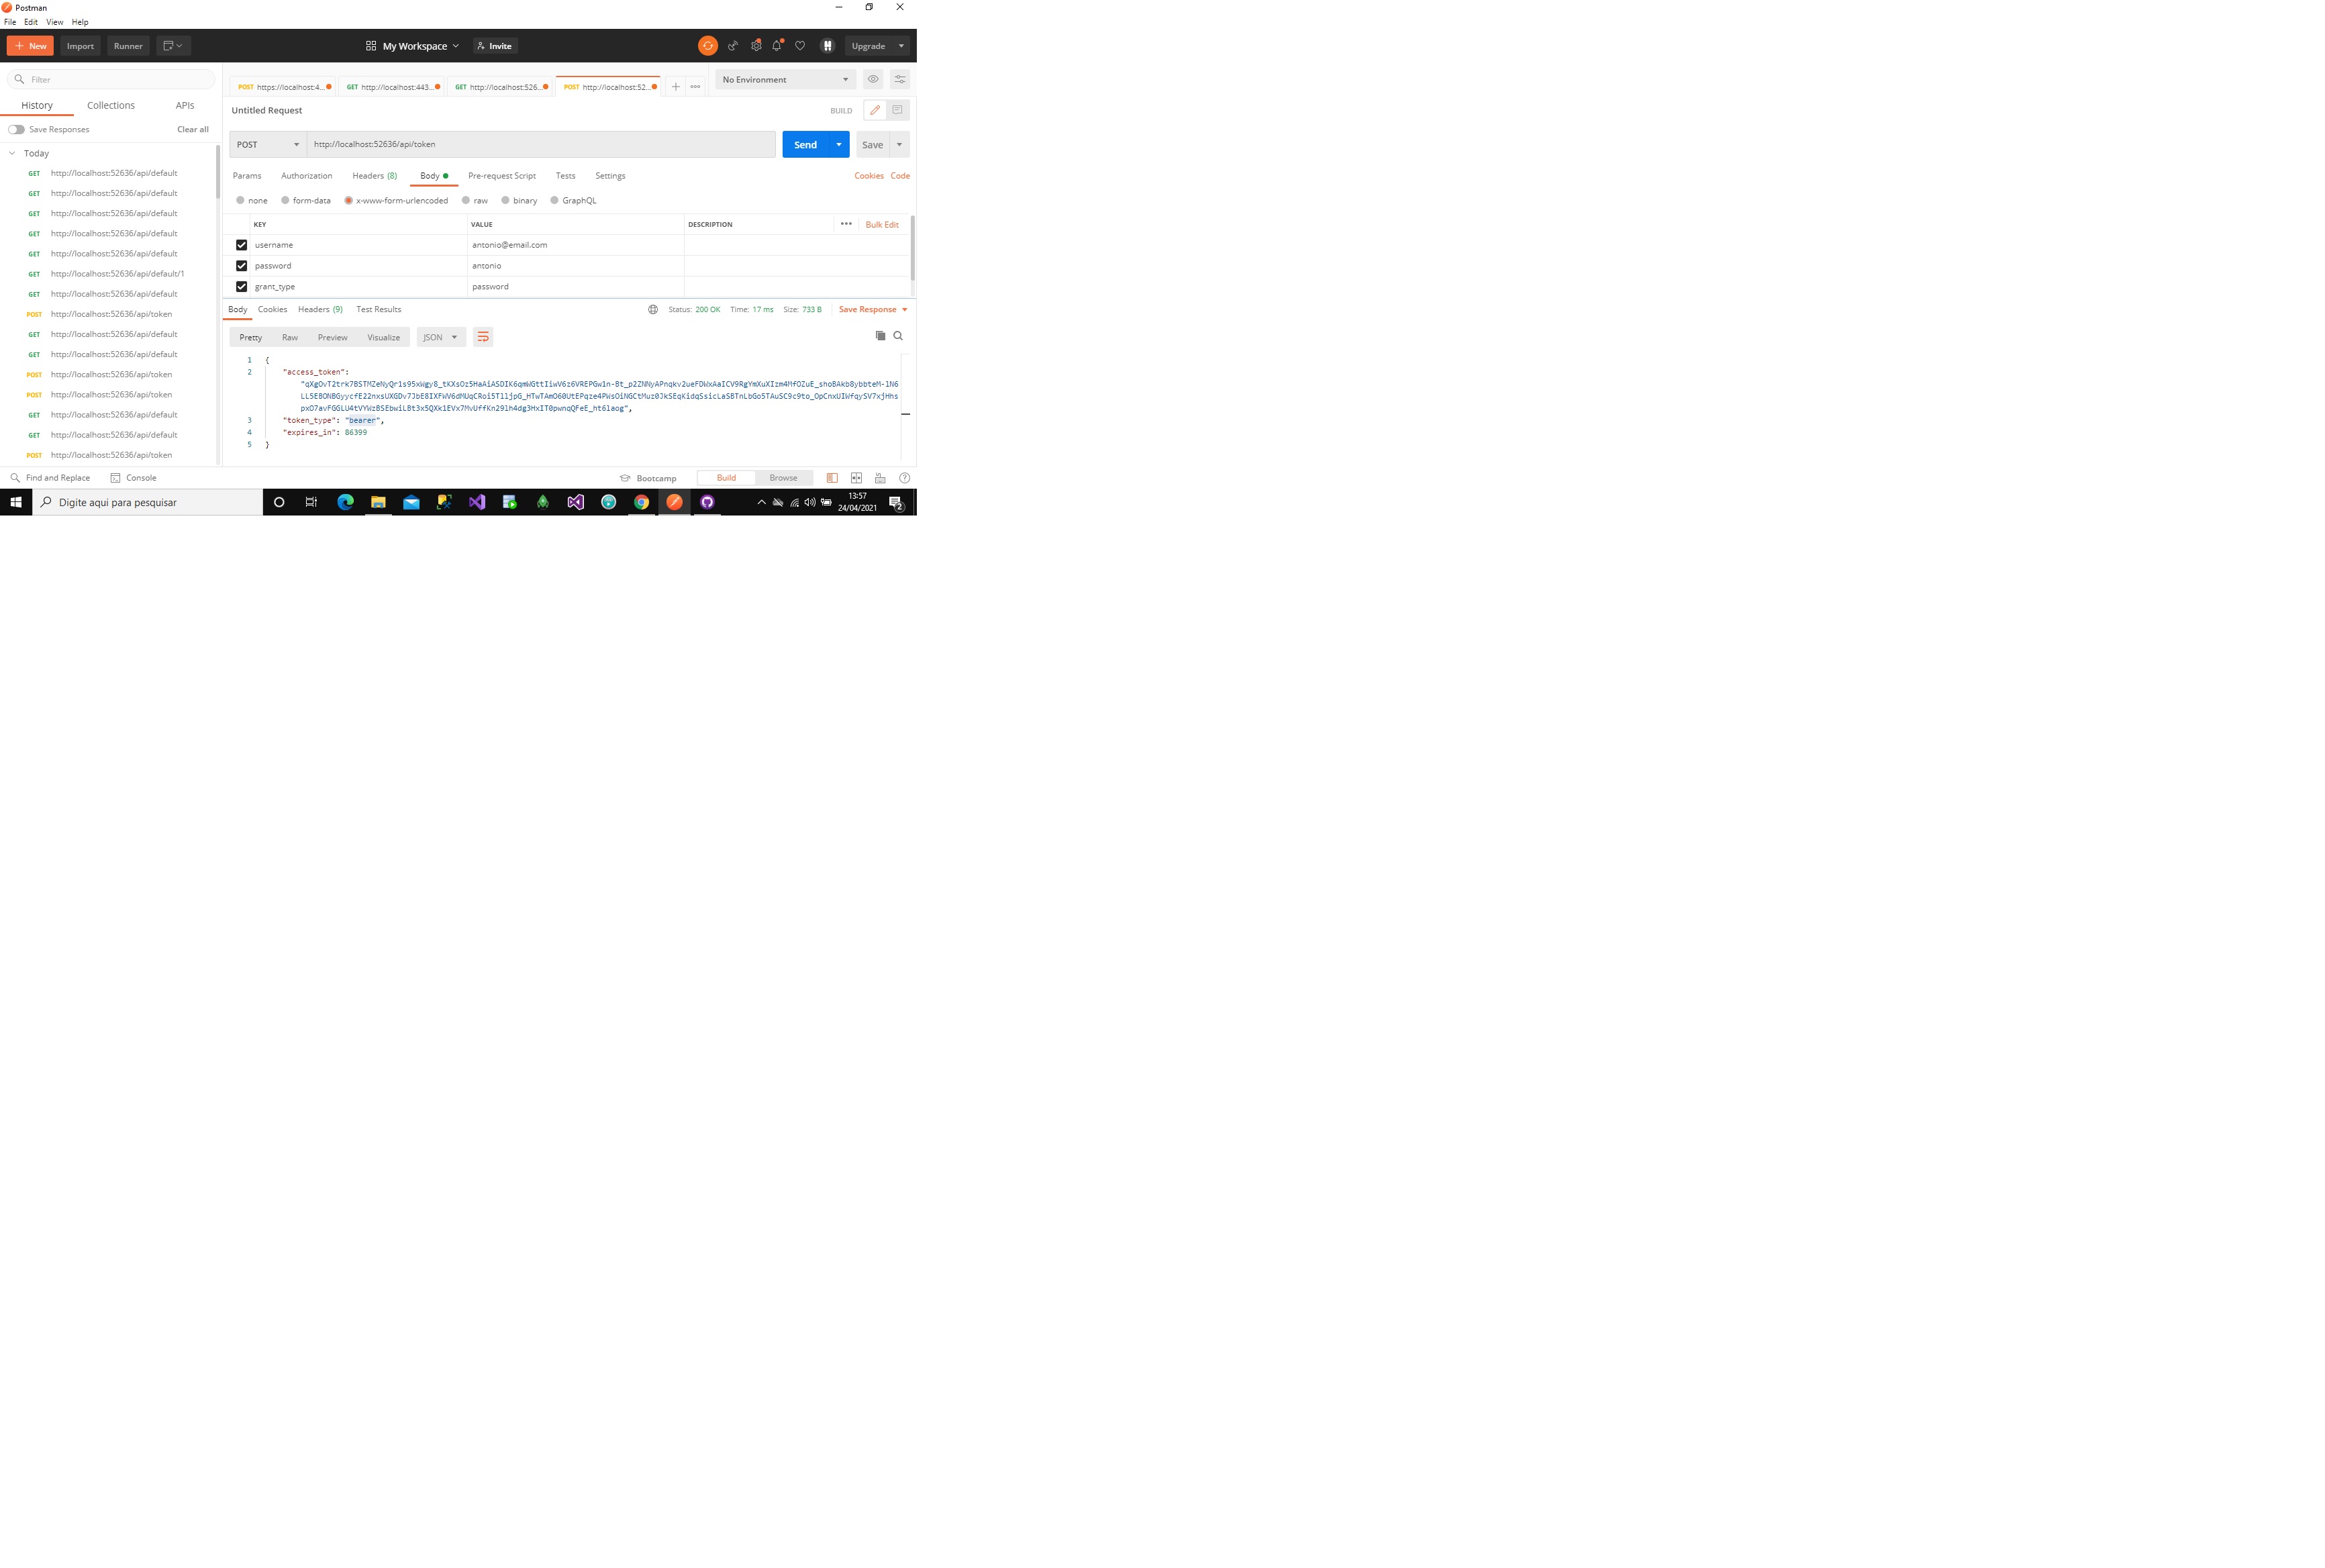 Postman
File Edit View Help
New Import Runner My Workspace Invite Upgrade
Filter
History Collections APIs
Save Responses Clear all
Today
GET http://localhost:52636/api/default
GET http://localhost:52636/api/default
GET http://localhost:52636/api/default
GET http://localhost:52636/api/default
GET http://localhost:52636/api/default
GET http://localhost:52636/api/default/1
GET http://localhost:52636/api/default
POST http://localhost:52636/api/token
GET http://localhost:52636/api/default
GET http://localhost:52636/api/default
POST http://localhost:52636/api/token
POST http://localhost:52636/api/token
GET http://localhost:52636/api/default
GET http://localhost:52636/api/default
POST http://localhost:52636/api/token
POST https://localhost:4... GET http://localhost:443... GET http://localhost:526... POST http://localhost:52... No Environment
Untitled Request BUILD
POST http://localhost:52636/api/token Send Save
Params Authorization Headers (8) Body Pre-request Script Tests Settings Cookies Code
none form-data x-www-form-urlencoded raw binary GraphQL
KEY VALUE DESCRIPTION Bulk Edit
username antonio@email.com
password antonio
grant_type password
Body Cookies Headers (9) Test Results Status: 200 OK Time: 17 ms Size: 733 B Save Response
Pretty Raw Preview Visualize JSON
1 {
2 "access_token":
3 "token_type": "bearer",
4 "expires_in": 86399
5 }
Find and Replace Console Bootcamp Build Browse
Digite aqui para pesquisar 13:57
24/04/2021 2